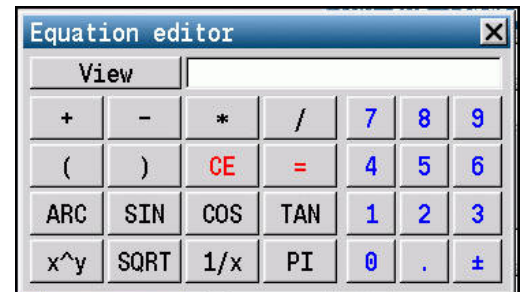 Equation editor
View
+ - * / 7 8 9
( ) CE = 4 5 6
ARC SIN COS TAN 1 2 3
x^y SQRT 1/x PI 0 . ±